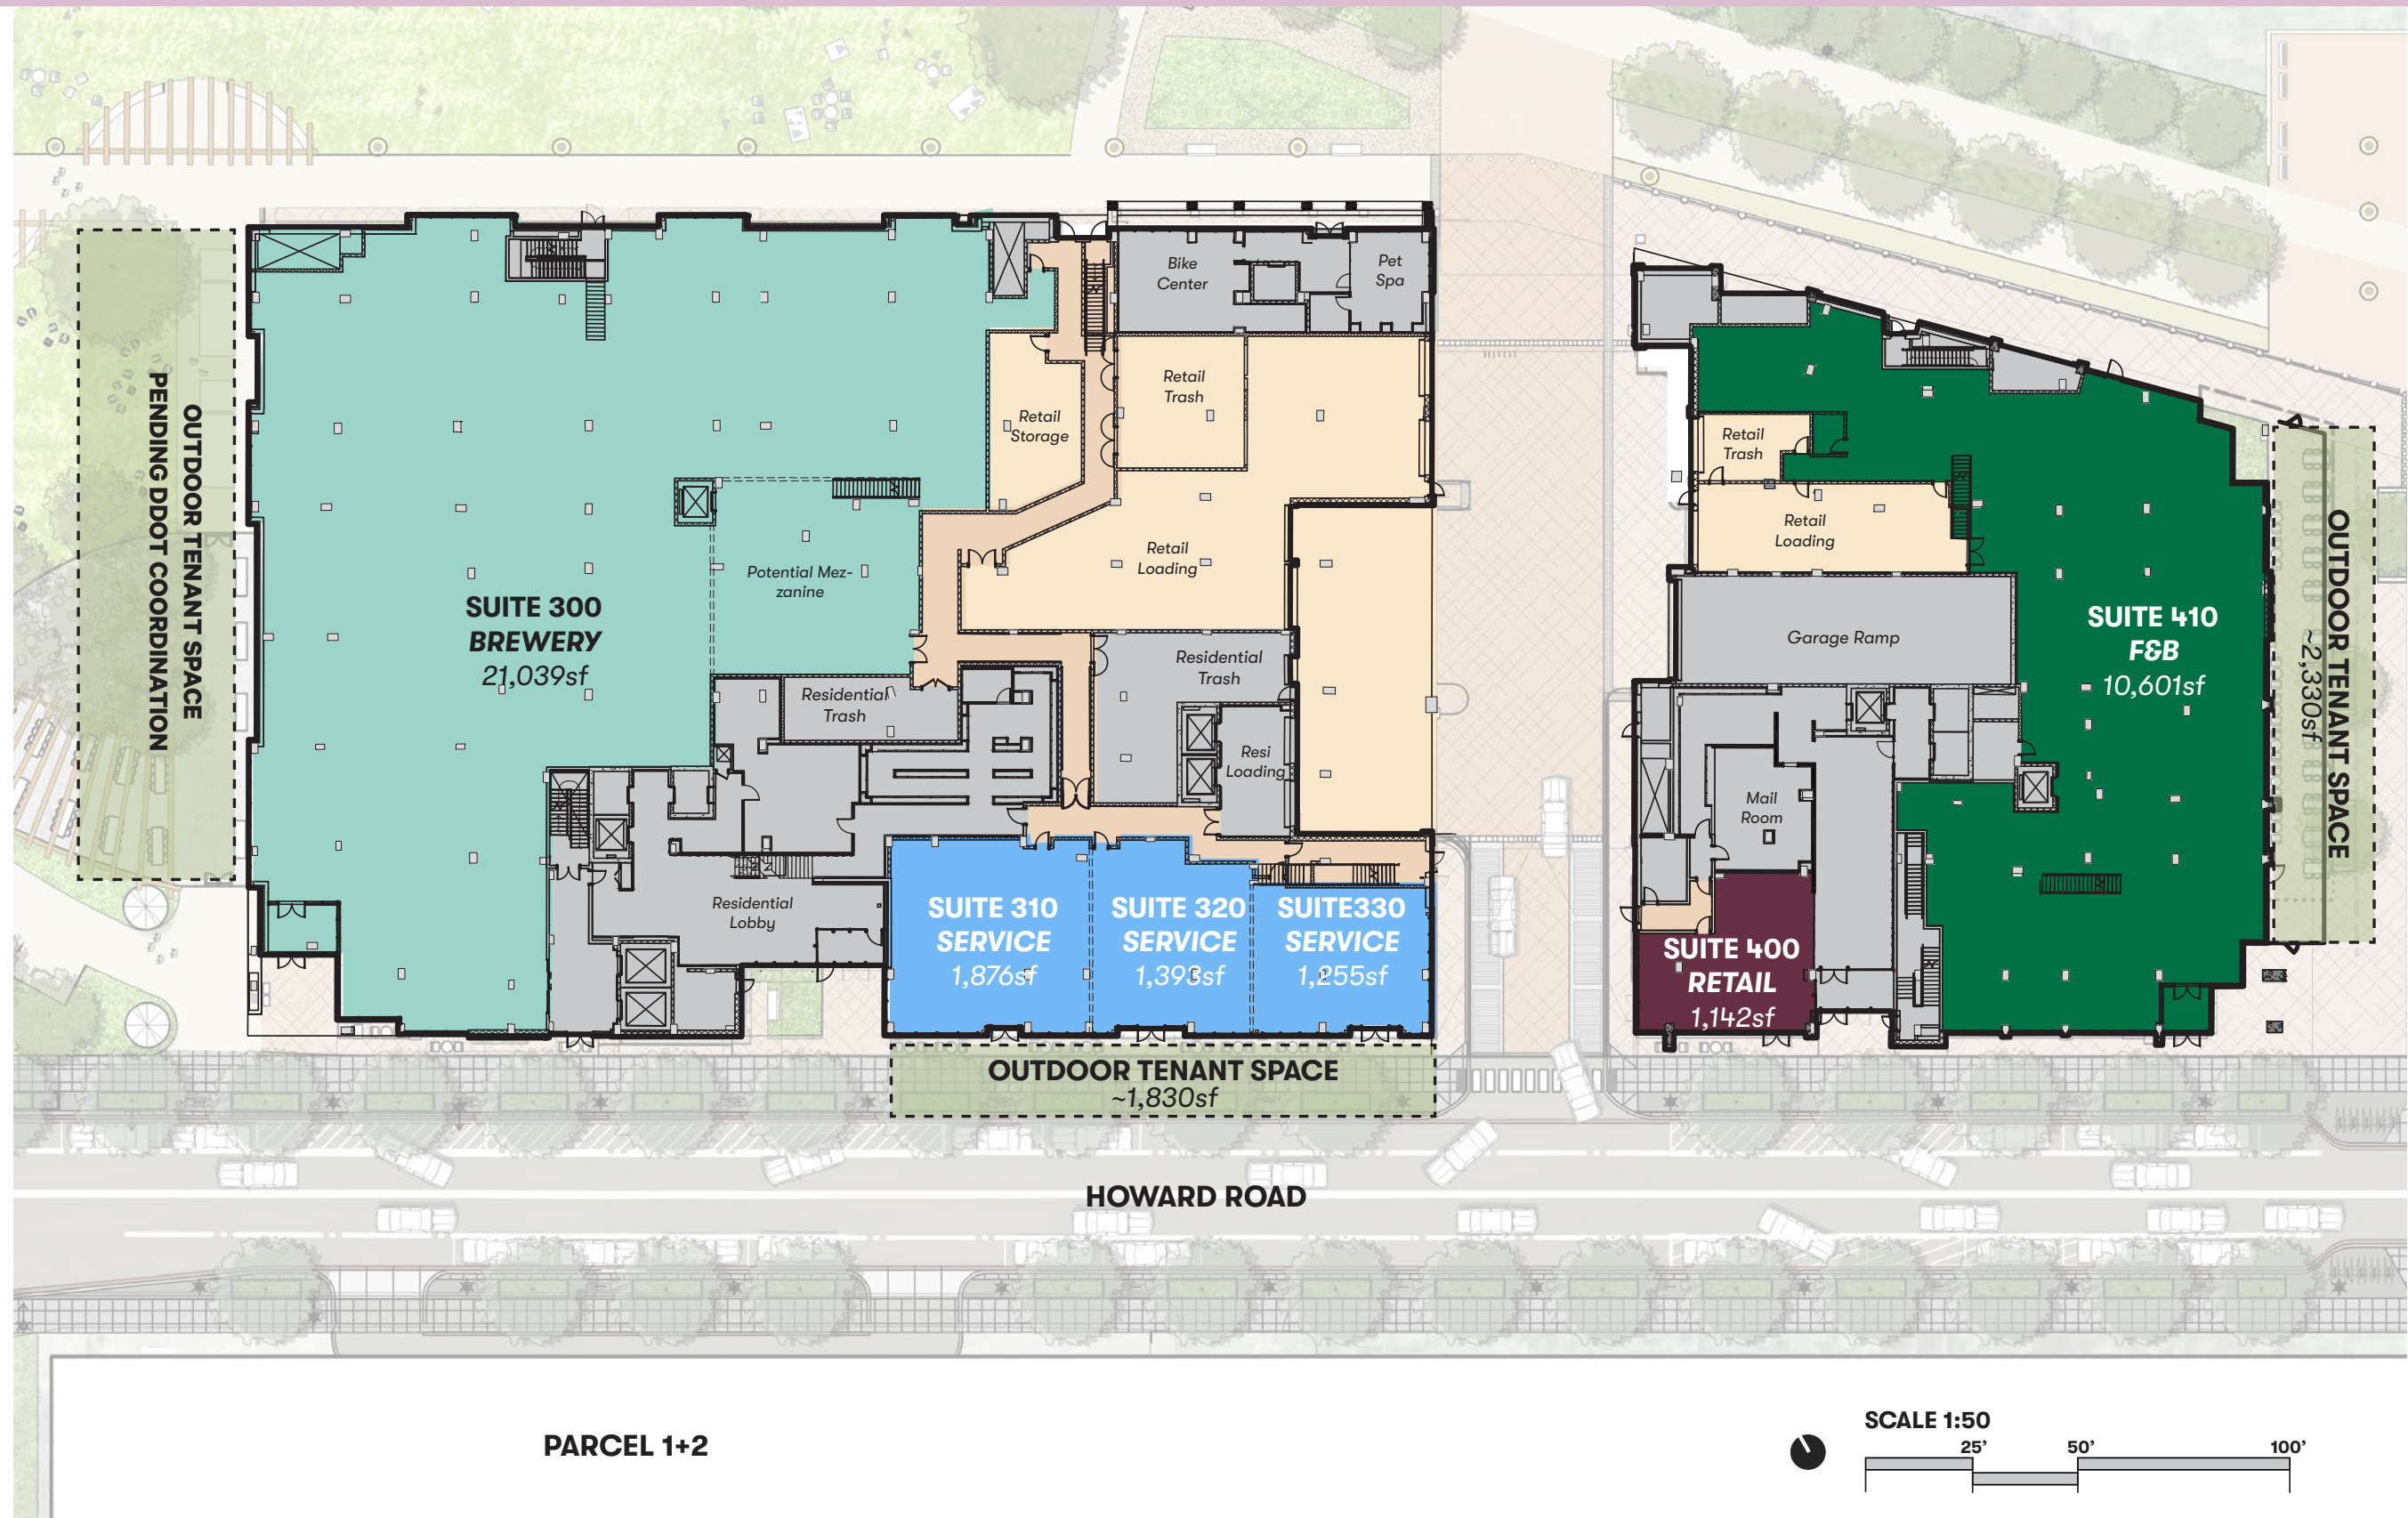 Bike
Center
Pet
Spa
Retail
Trash
Retail
Storage
Retail
Trash
OUTDOOR TENANT SPACE
PENDING DDOT COORDINATION
Retail
Loading
Retail
Loading
Potential Mez-
zanine
SUITE 300
BREWERY
21,039sf
SUITE 410
F&B
10,601sf
OUTDOOR TENANT SPACE
~2,330sf
Garage Ramp
Residential
Trash
Residential
Trash
Resi
Loading
Mail
Room
Residential
Lobby
SUITE 310
SERVICE
1,876sf
SUITE 320
SERVICE
1,393sf
SUITE330
SERVICE
1,255sf
SUITE 400
RETAIL
1,142sf
OUTDOOR TENANT SPACE
~1,830sf
HOWARD ROAD
PARCEL 1+2
SCALE 1:50
25’ 50’ 100’